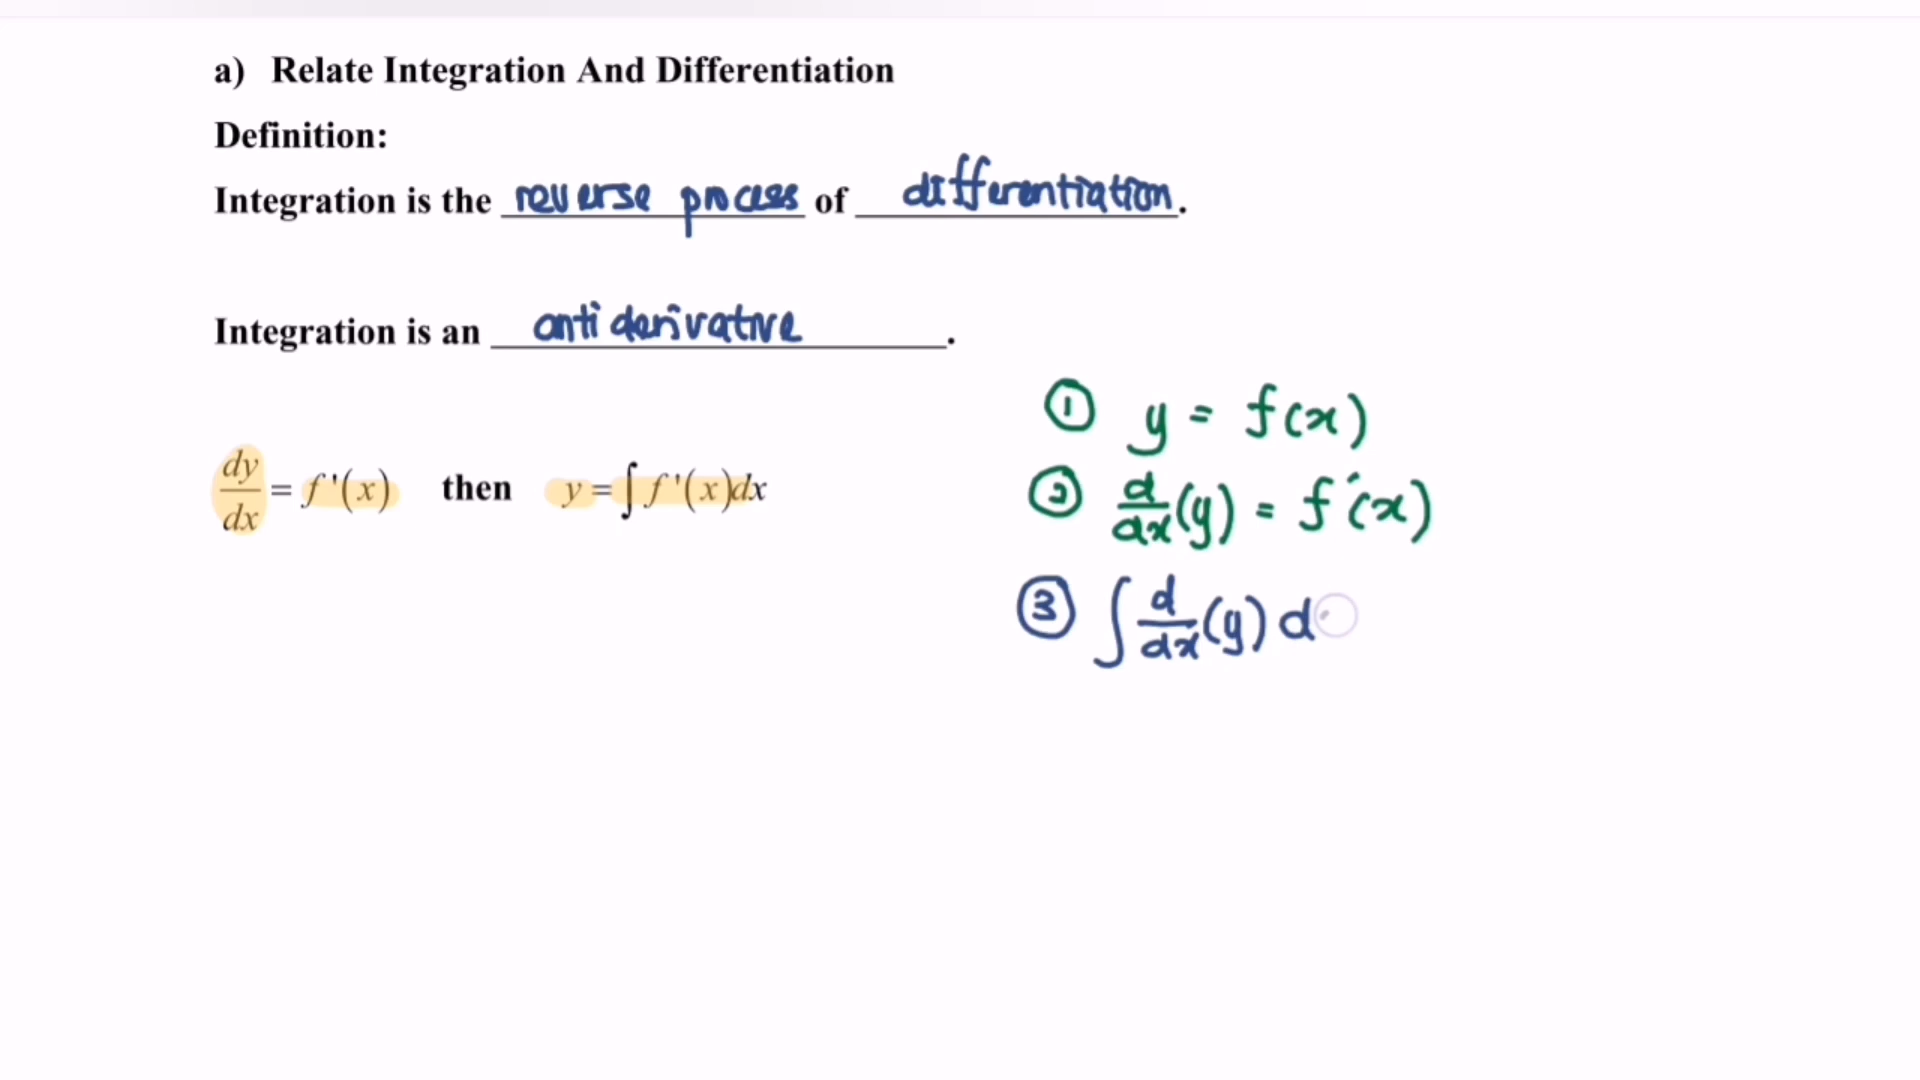 a) Relate Integration And Differentiation
Definition:
Integration is the reverse process of differentiation.
Integration is an anti derivative.
dy/dx = f'(x) then y = ∫ f'(x)dx
① y = f(x)
② d/dx (y) = f'(x)
③ ∫ d/dx (y) d